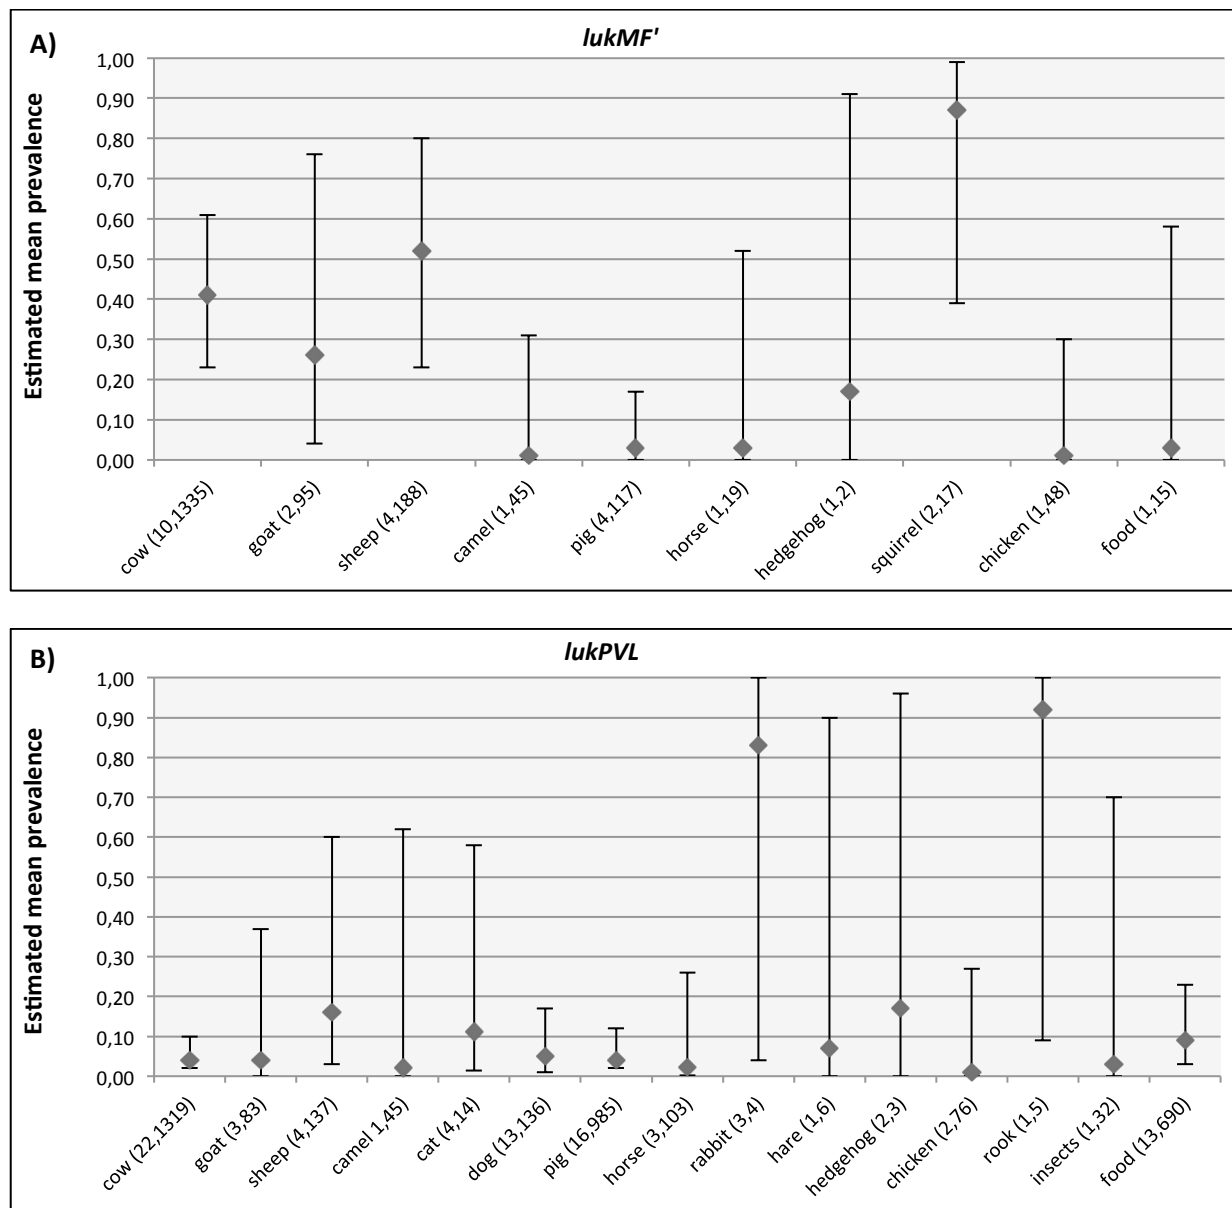 A)
lukMF'
Estimated mean prevalence
1,00
0,90
0,80
0,70
0,60
0,50
0,40
0,30
0,20
0,10
0,00
cow (10,1335)
goat (2,95)
sheep (4,188)
camel (1,45)
pig (4,117)
horse (1,19)
hedgehog (1,2)
squirrel (2,17)
chicken (1,48)
food (1,15)
B)
lukPVL
Estimated mean prevalence
1,00
0,90
0,80
0,70
0,60
0,50
0,40
0,30
0,20
0,10
0,00
cow (22,1319)
goat (3,83)
sheep (4,137)
camel 1,45)
cat (4,14)
dog (13,136)
pig (16,985)
horse (3,103)
rabbit (3,4)
hare (1,6)
hedgehog (2,3)
chicken (2,76)
rook (1,5)
insects (1,32)
food (13,690)